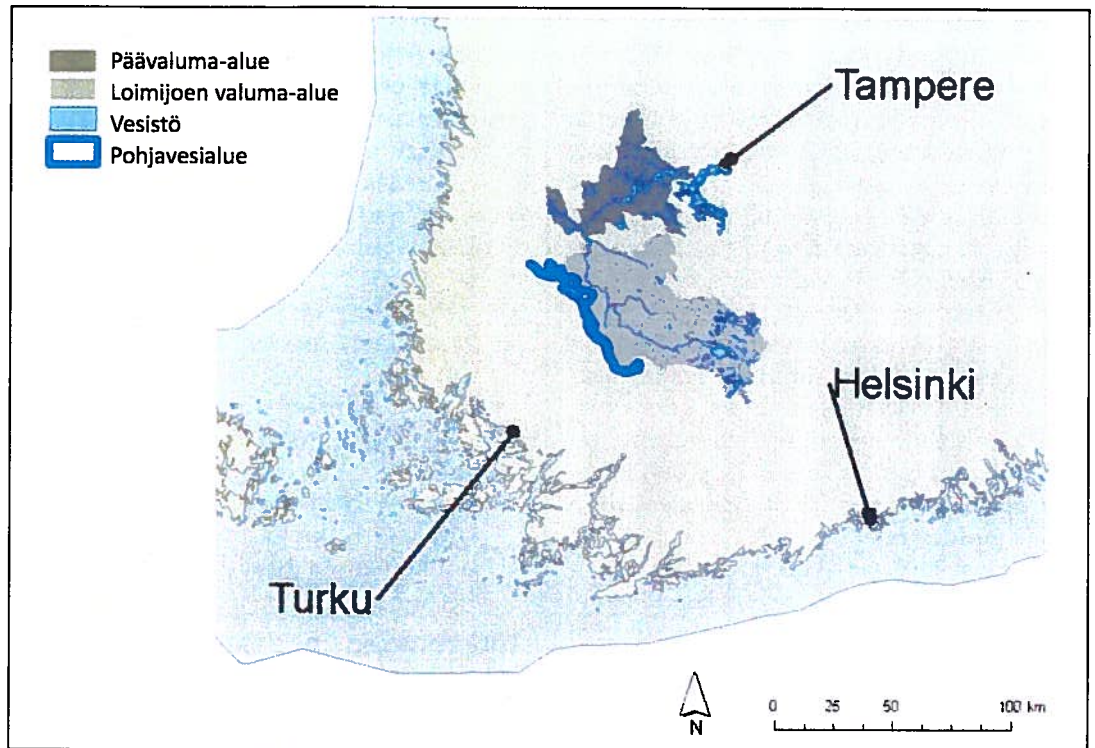 Päävaluma-alue
Loimijoen valuma-alue
Vesistö
Pohjavesialue
Tampere
Helsinki
Turku
N
0 25 50 100 km